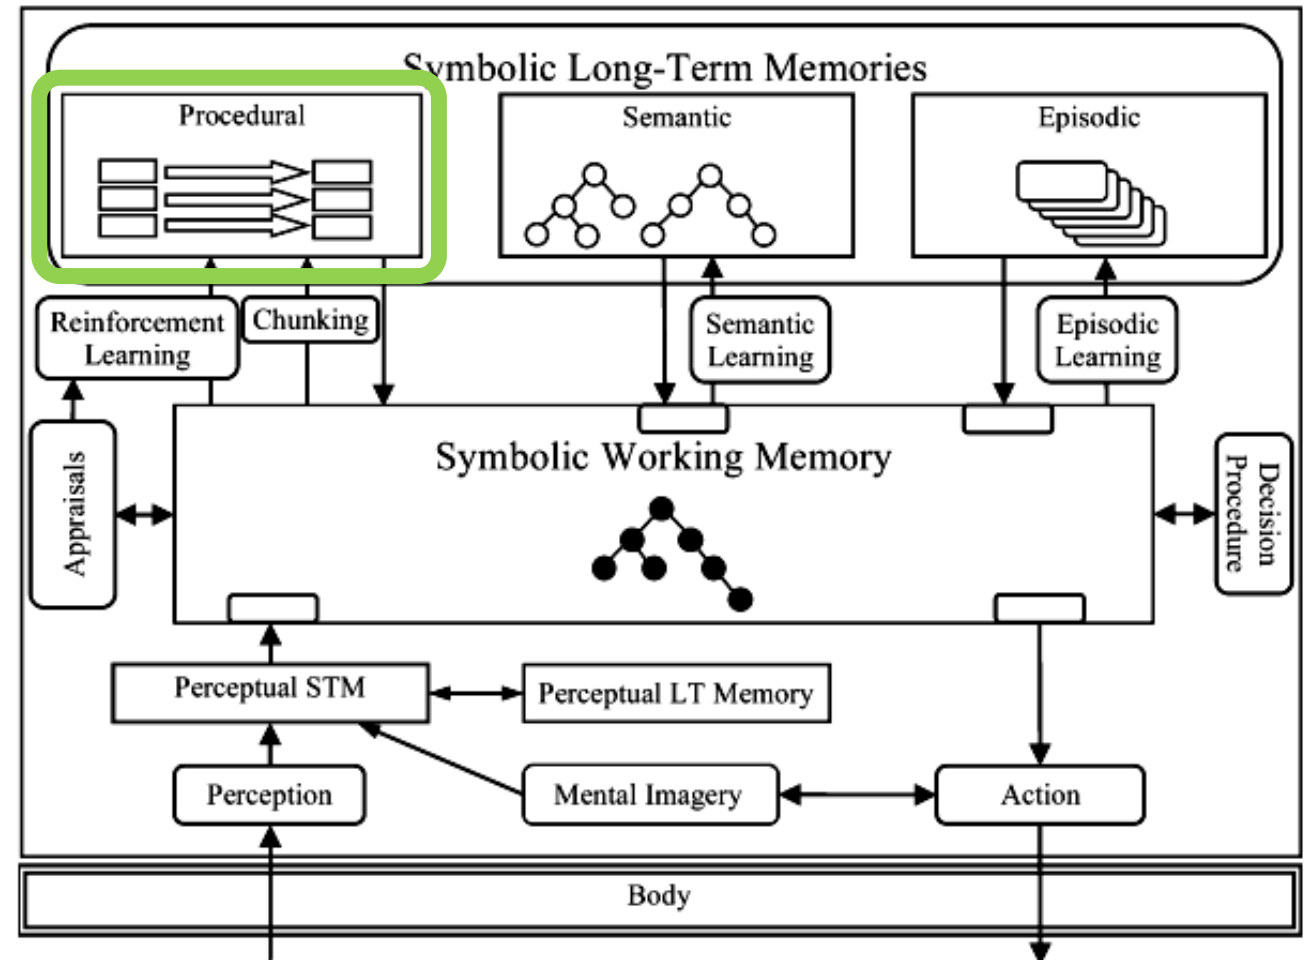 Symbolic Long-Term Memories
Procedural
Semantic
Episodic
Reinforcement
Learning
Chunking
Semantic
Learning
Episodic
Learning
Appraisals
Symbolic Working Memory
Decision
Procedure
Perceptual STM
Perceptual LT Memory
Perception
Mental Imagery
Action
Body